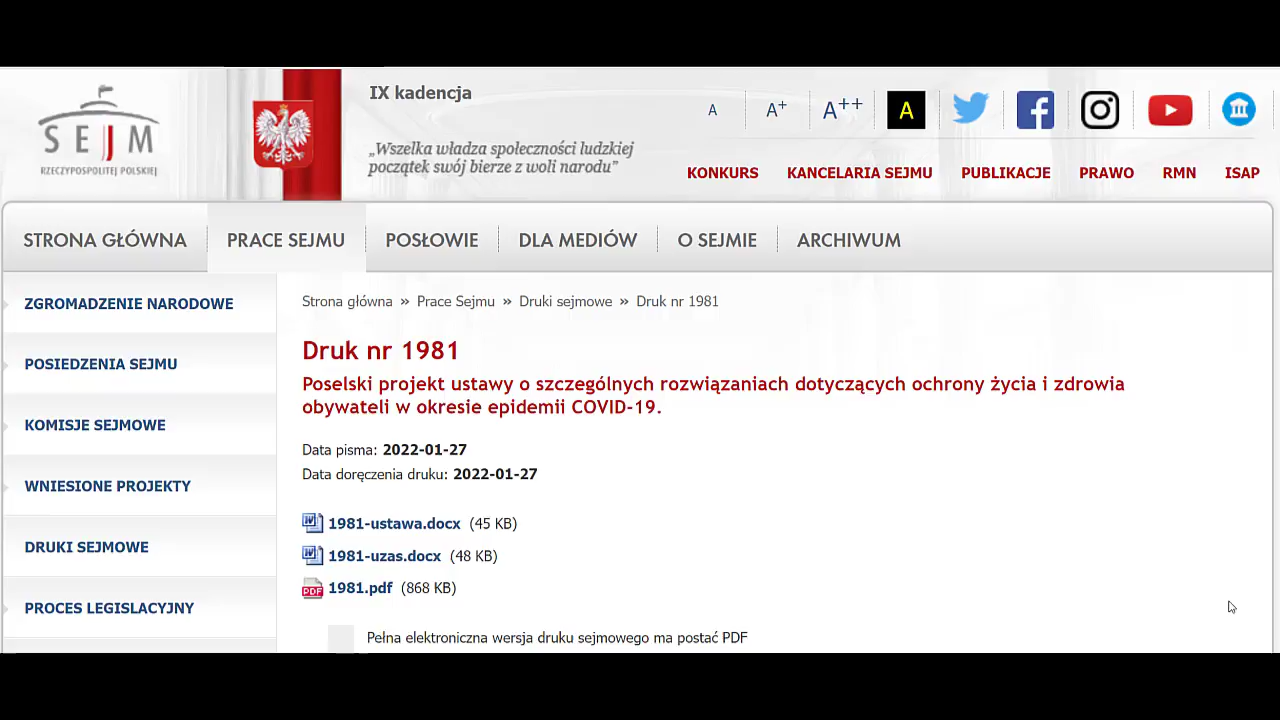 SEJM
RZECZYPOSPOLITEJ POLSKIEJ
IX kadencja
„Wszelka władza społeczności ludzkiej
początek swój bierze z woli narodu”
A A+ A++ A
KONKURS KANCELARIA SEJMU PUBLIKACJE PRAWO RMN ISAP
STRONA GŁÓWNA PRACE SEJMU POSŁOWIE DLA MEDIÓW O SEJMIE ARCHIWUM
ZGROMADZENIE NARODOWE
POSIEDZENIA SEJMU
KOMISJE SEJMOWE
WNIESIONE PROJEKTY
DRUKI SEJMOWE
PROCES LEGISLACYJNY
Strona główna » Prace Sejmu » Druki sejmowe » Druk nr 1981
Druk nr 1981
Poselski projekt ustawy o szczególnych rozwiązaniach dotyczących ochrony życia i zdrowia
obywateli w okresie epidemii COVID-19.
Data pisma: 2022-01-27
Data doręczenia druku: 2022-01-27
1981-ustawa.docx (45 KB)
1981-uzas.docx (48 KB)
PDF 1981.pdf (868 KB)
Pełna elektroniczna wersja druku sejmowego ma postać PDF